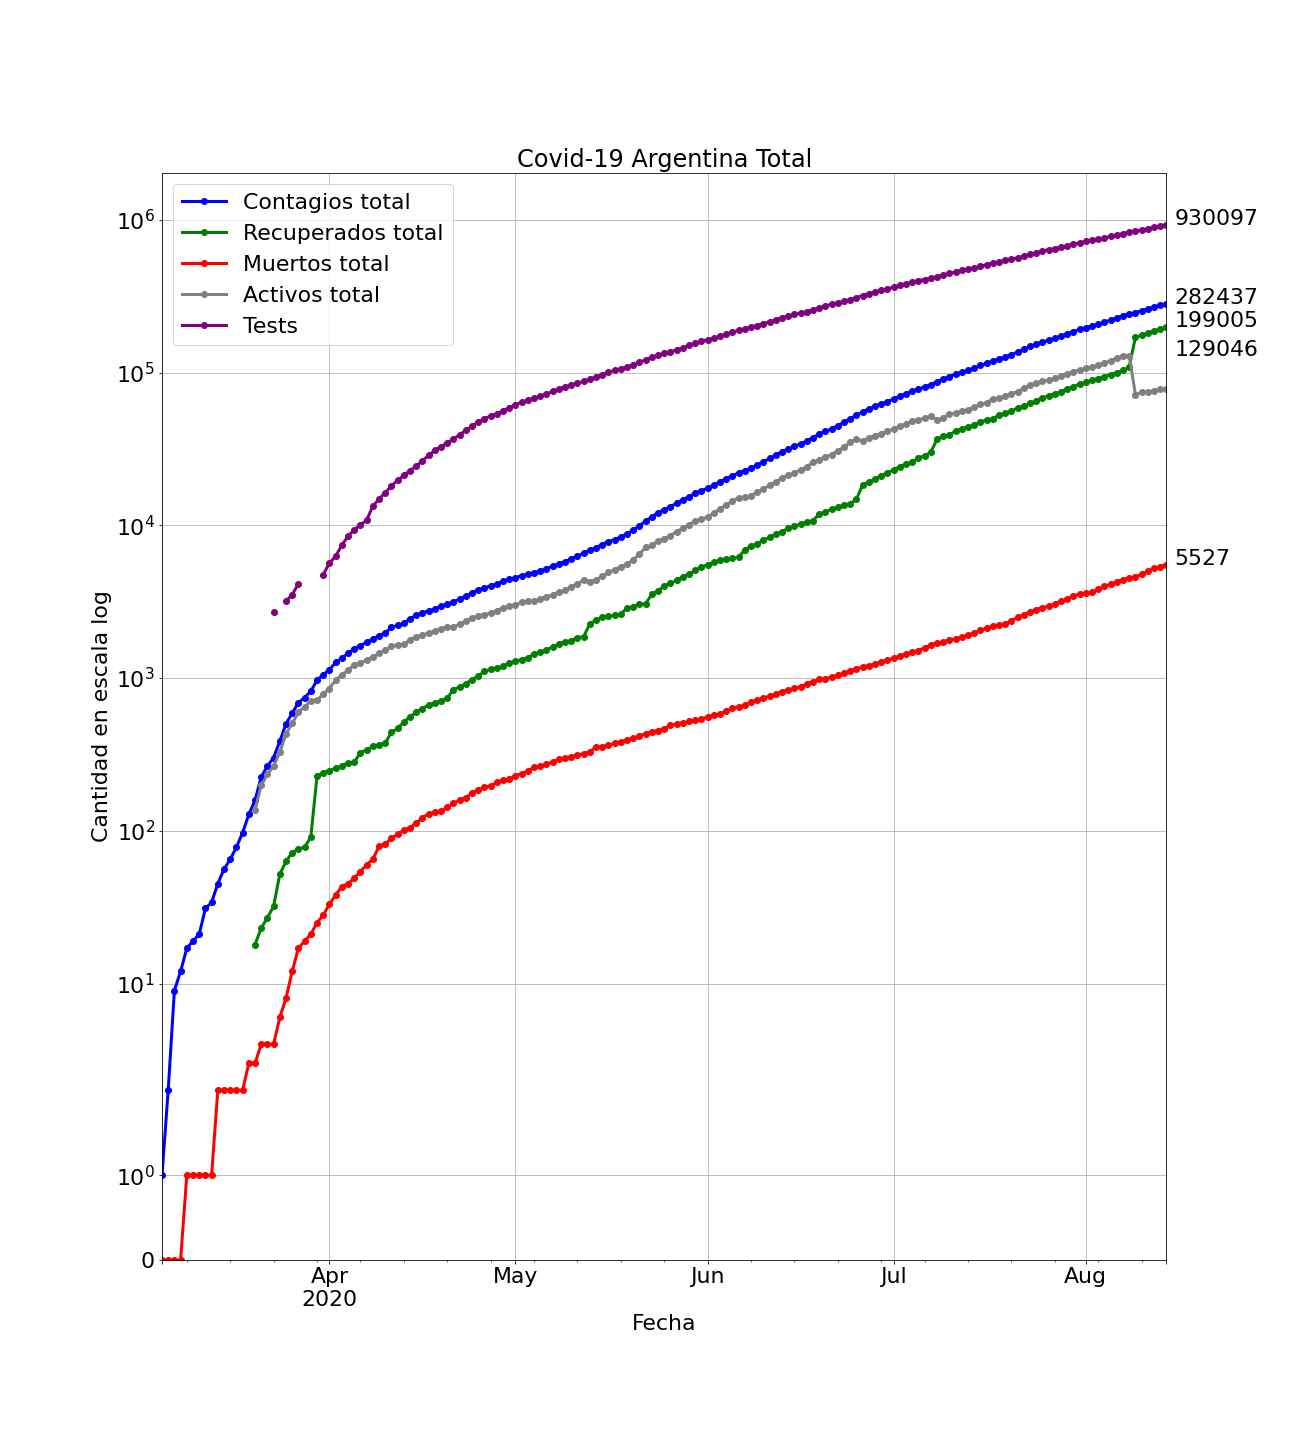 Covid-19 Argentina Total
Contagios total
Recuperados total
Muertos total
Activos total
Tests
10^6
10^5
10^4
10^3
10^2
10^1
10^0
0
Cantidad en escala log
930097
282437
199005
129046
5527
Apr
2020
May
Jun
Jul
Aug
Fecha